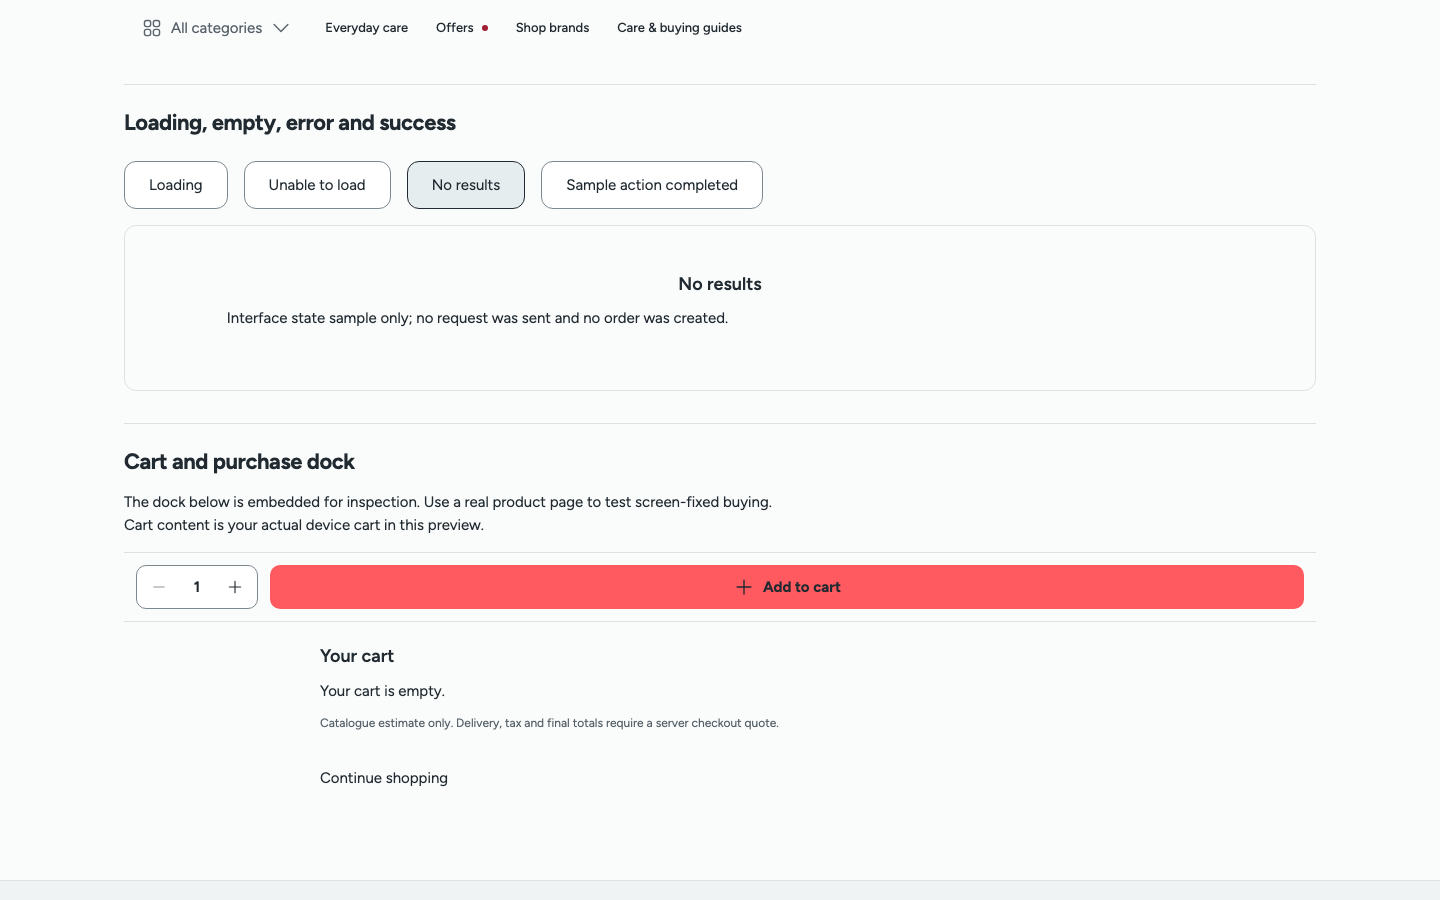 All categories
Everyday care
Offers
Shop brands
Care & buying guides
Loading, empty, error and success
Loading
Unable to load
No results
Sample action completed
No results
Interface state sample only; no request was sent and no order was created.
Cart and purchase dock
The dock below is embedded for inspection. Use a real product page to test screen-fixed buying.
Cart content is your actual device cart in this preview.
1
Add to cart
Your cart
Your cart is empty.
Catalogue estimate only. Delivery, tax and final totals require a server checkout quote.
Continue shopping